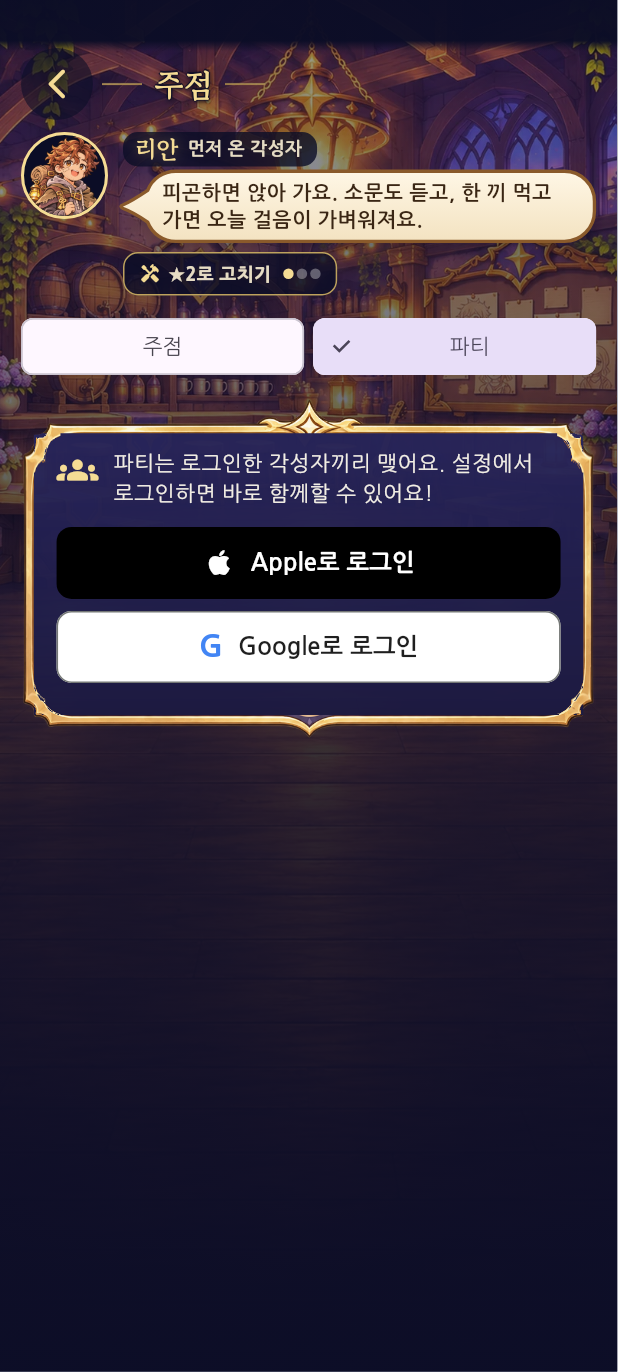 주점
리안 먼저 온 각성자
피곤하면 앉아 가요. 소문도 듣고, 한 끼 먹고
가면 오늘 걸음이 가벼워져요.
★2로 고치기
주점
파티
파티는 로그인한 각성자끼리 맺어요. 설정에서
로그인하면 바로 함께할 수 있어요!
Apple로 로그인
G Google로 로그인